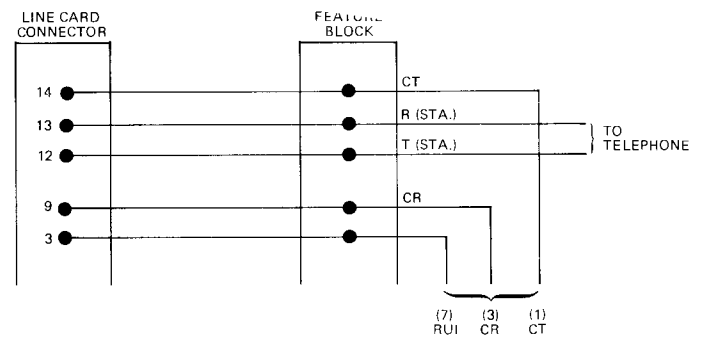 LINE CARD
CONNECTOR
BLOCK
14
CT
13
R (STA.)
12
T (STA.)
TO
TELEPHONE
9
CR
3
(7)
RUI
(3)
CR
(1)
CT